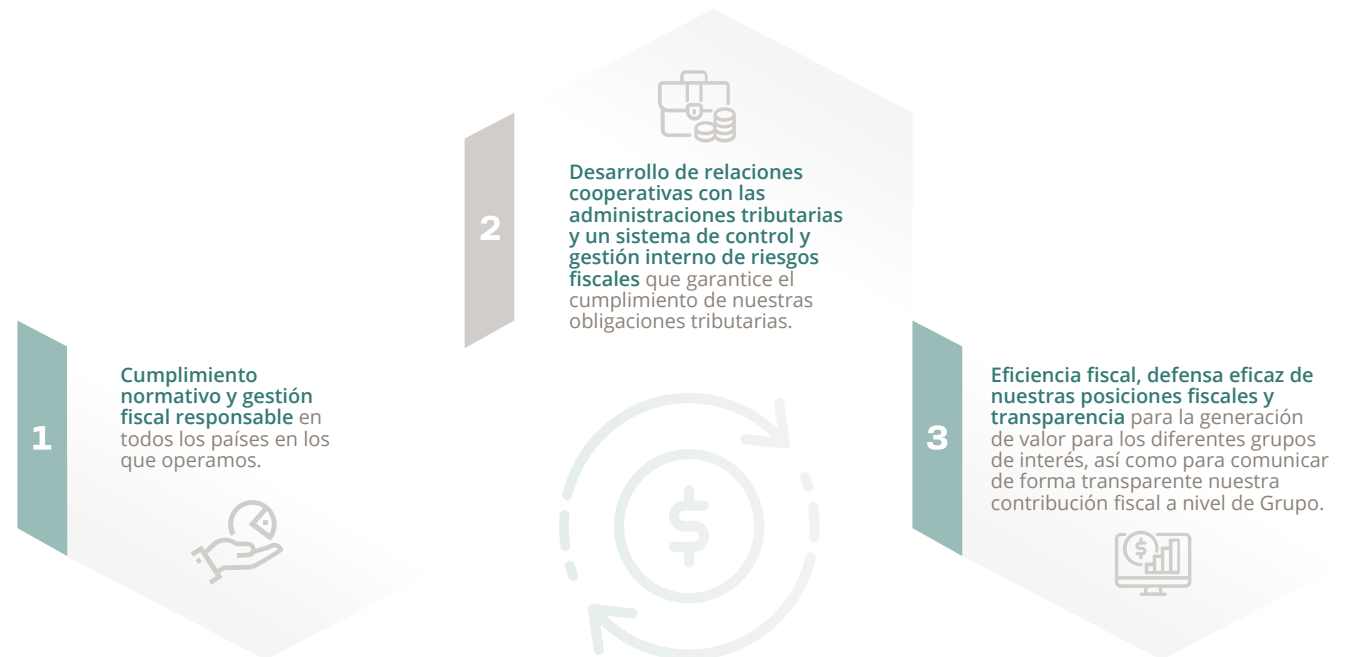 1
Cumplimiento
normativo y gestión
fiscal responsable en
todos los países en los
que operamos.
2
Desarrollo de relaciones
cooperativas con las
administraciones tributarias
y un sistema de control y
gestión interno de riesgos
fiscales que garantice el
cumplimiento de nuestras
obligaciones tributarias.
$
3
Eficiencia fiscal, defensa eficaz de
nuestras posiciones fiscales y
transparencia para la generación
de valor para los diferentes grupos
de interés, así como para comunicar
de forma transparente nuestra
contribución fiscal a nivel de Grupo.
$